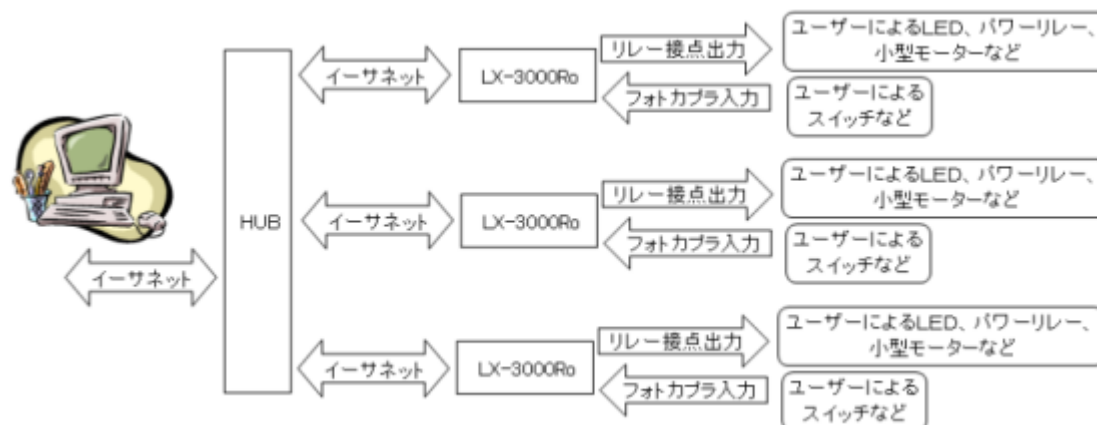 リレー接点出力
ユーザーによるLED、パワーリレー、
小型モーターなど
イーサネット
LX-3000Ro
フォトカプラ入力
ユーザーによる
スイッチなど
リレー接点出力
ユーザーによるLED、パワーリレー、
小型モーターなど
HUB
イーサネット
LX-3000Ro
フォトカプラ入力
ユーザーによる
スイッチなど
イーサネット
リレー接点出力
ユーザーによるLED、パワーリレー、
小型モーターなど
イーサネット
LX-3000Ro
フォトカプラ入力
ユーザーによる
スイッチなど